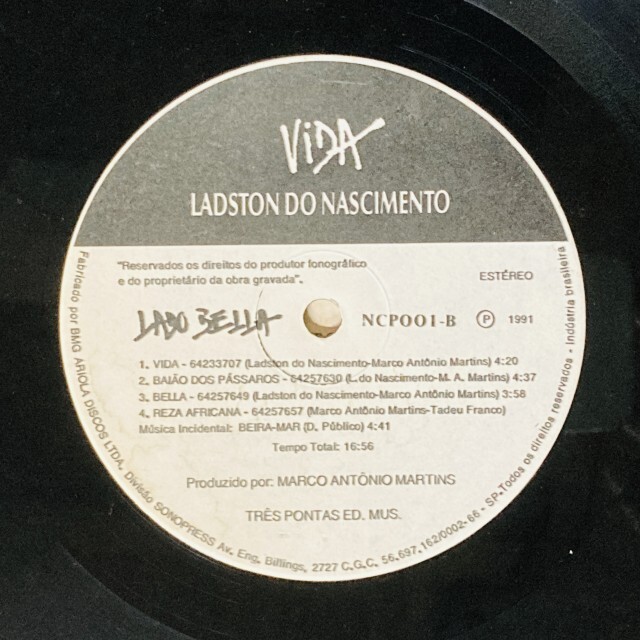 ViDA
LADSTON DO NASCIMENTO
"Reservados os direitos do produtor fonográfico
e do proprietário da obra gravada".
ESTÉREO
LADO BELLA
NCP001-B Ⓟ 1991
1. VIDA - 64233707 (Ladston do Nascimento-Marco Antônio Martins) 4:20
2. BAIÃO DOS PÁSSAROS - 64257630 (L.do Nascimento-M. A. Martins) 4:37
3. BELLA - 64257649 (Ladston do Nascimento-Marco Antônio Martins) 3:58
4. REZA AFRICANA - 64257657 (Marco Antônio Martins-Tadeu Franco)
Música Incidental: BEIRA-MAR (D. Público) 4:41
Tempo Total: 16:56
Produzido por: MARCO ANTÔNIO MARTINS
TRÊS PONTAS ED. MUS.
Fabricado por BMG ARIOLA DISCOS LTDA. Divisão SONOPRESS Av. Eng. Billings, 2727 C.G.C. 56.697.162/0002-66 - SP-Todos os direitos reservados - Indústria brasileira